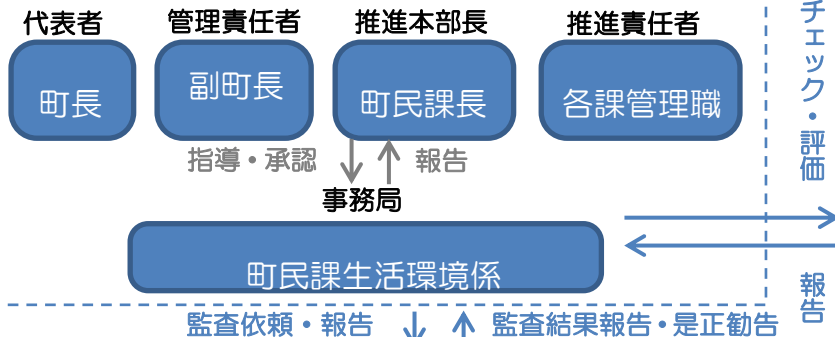 代表者
管理責任者
推進本部長
推進責任者
町長
副町長
町民課長
各課管理職
指導・承認
報告
事務局
町民課生活環境係
チェック・評価
報告
監査依頼・報告
監査結果報告・是正勧告